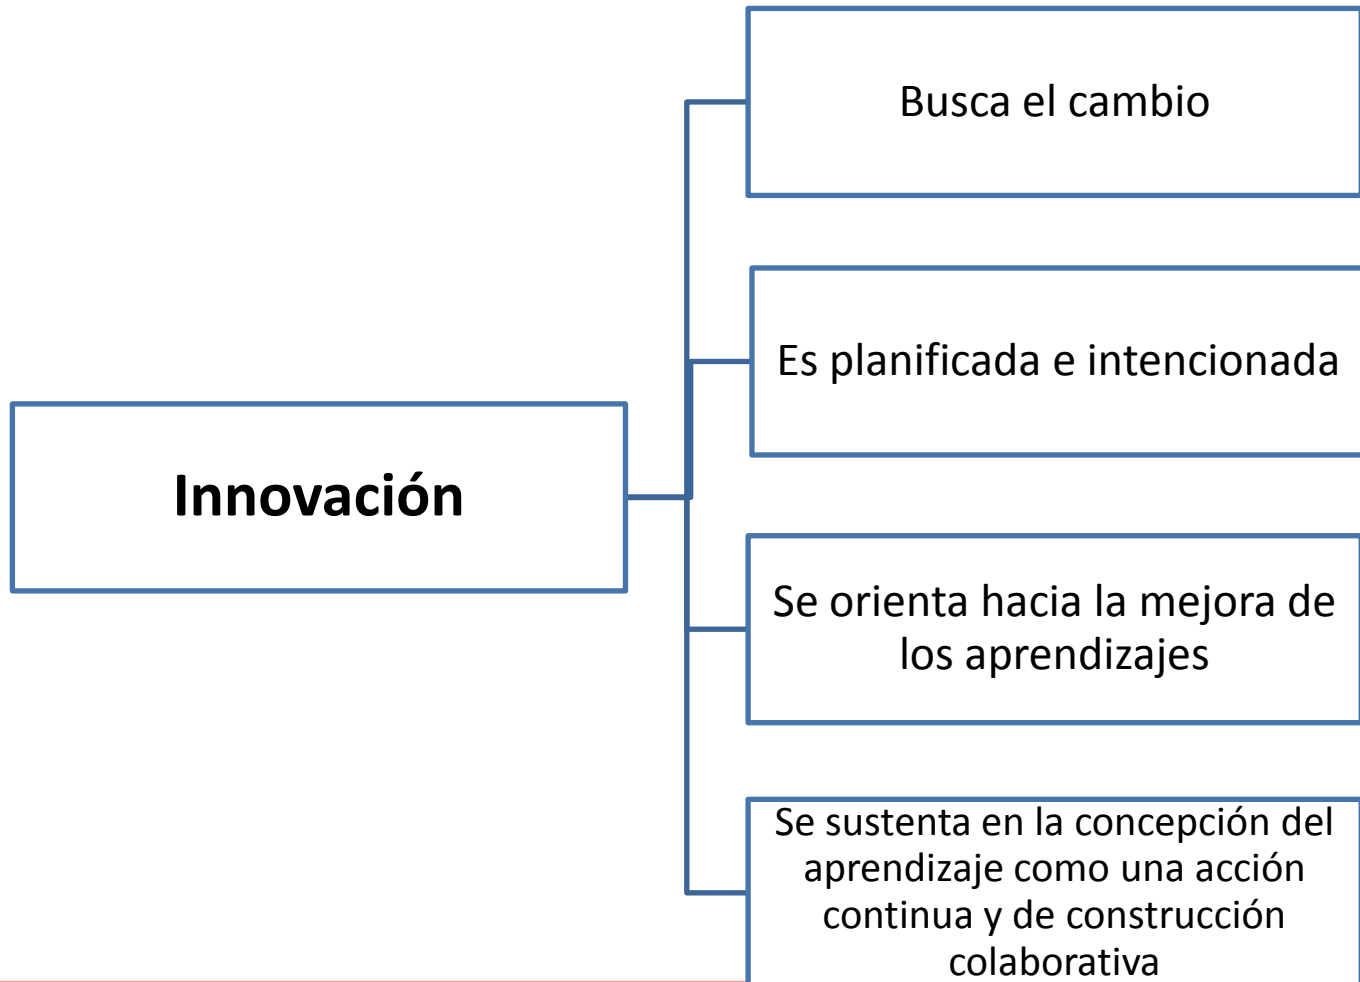 Busca el cambio
Es planificada e intencionada
Innovación
Se orienta hacia la mejora de
los aprendizajes
Se sustenta en la concepción del
aprendizaje como una acción
continua y de construcción
colaborativa